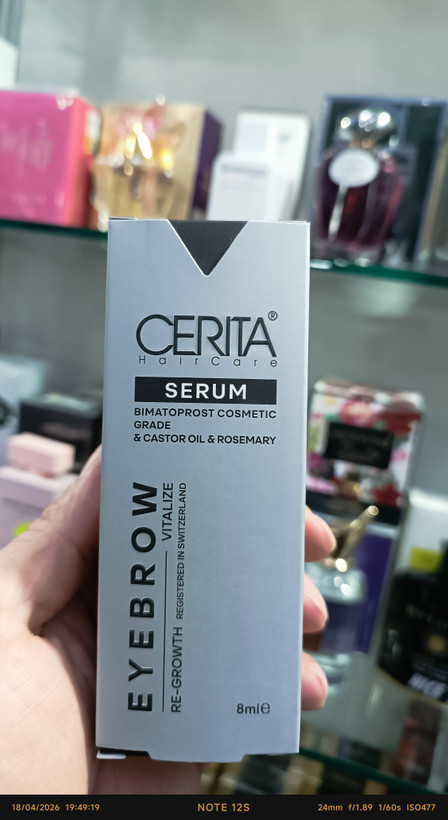 CERITA®
HairCare
SERUM
BIMATOPROST COSMETIC
GRADE
& CASTOR OIL & ROSEMARY
EYEBROW
VITALIZE
RE-GROWTH REGISTERED IN SWITZERLAND
8ml℮
18/04/2026 19:49:19
NOTE 12S
24mm f/1.89 1/60s ISO477